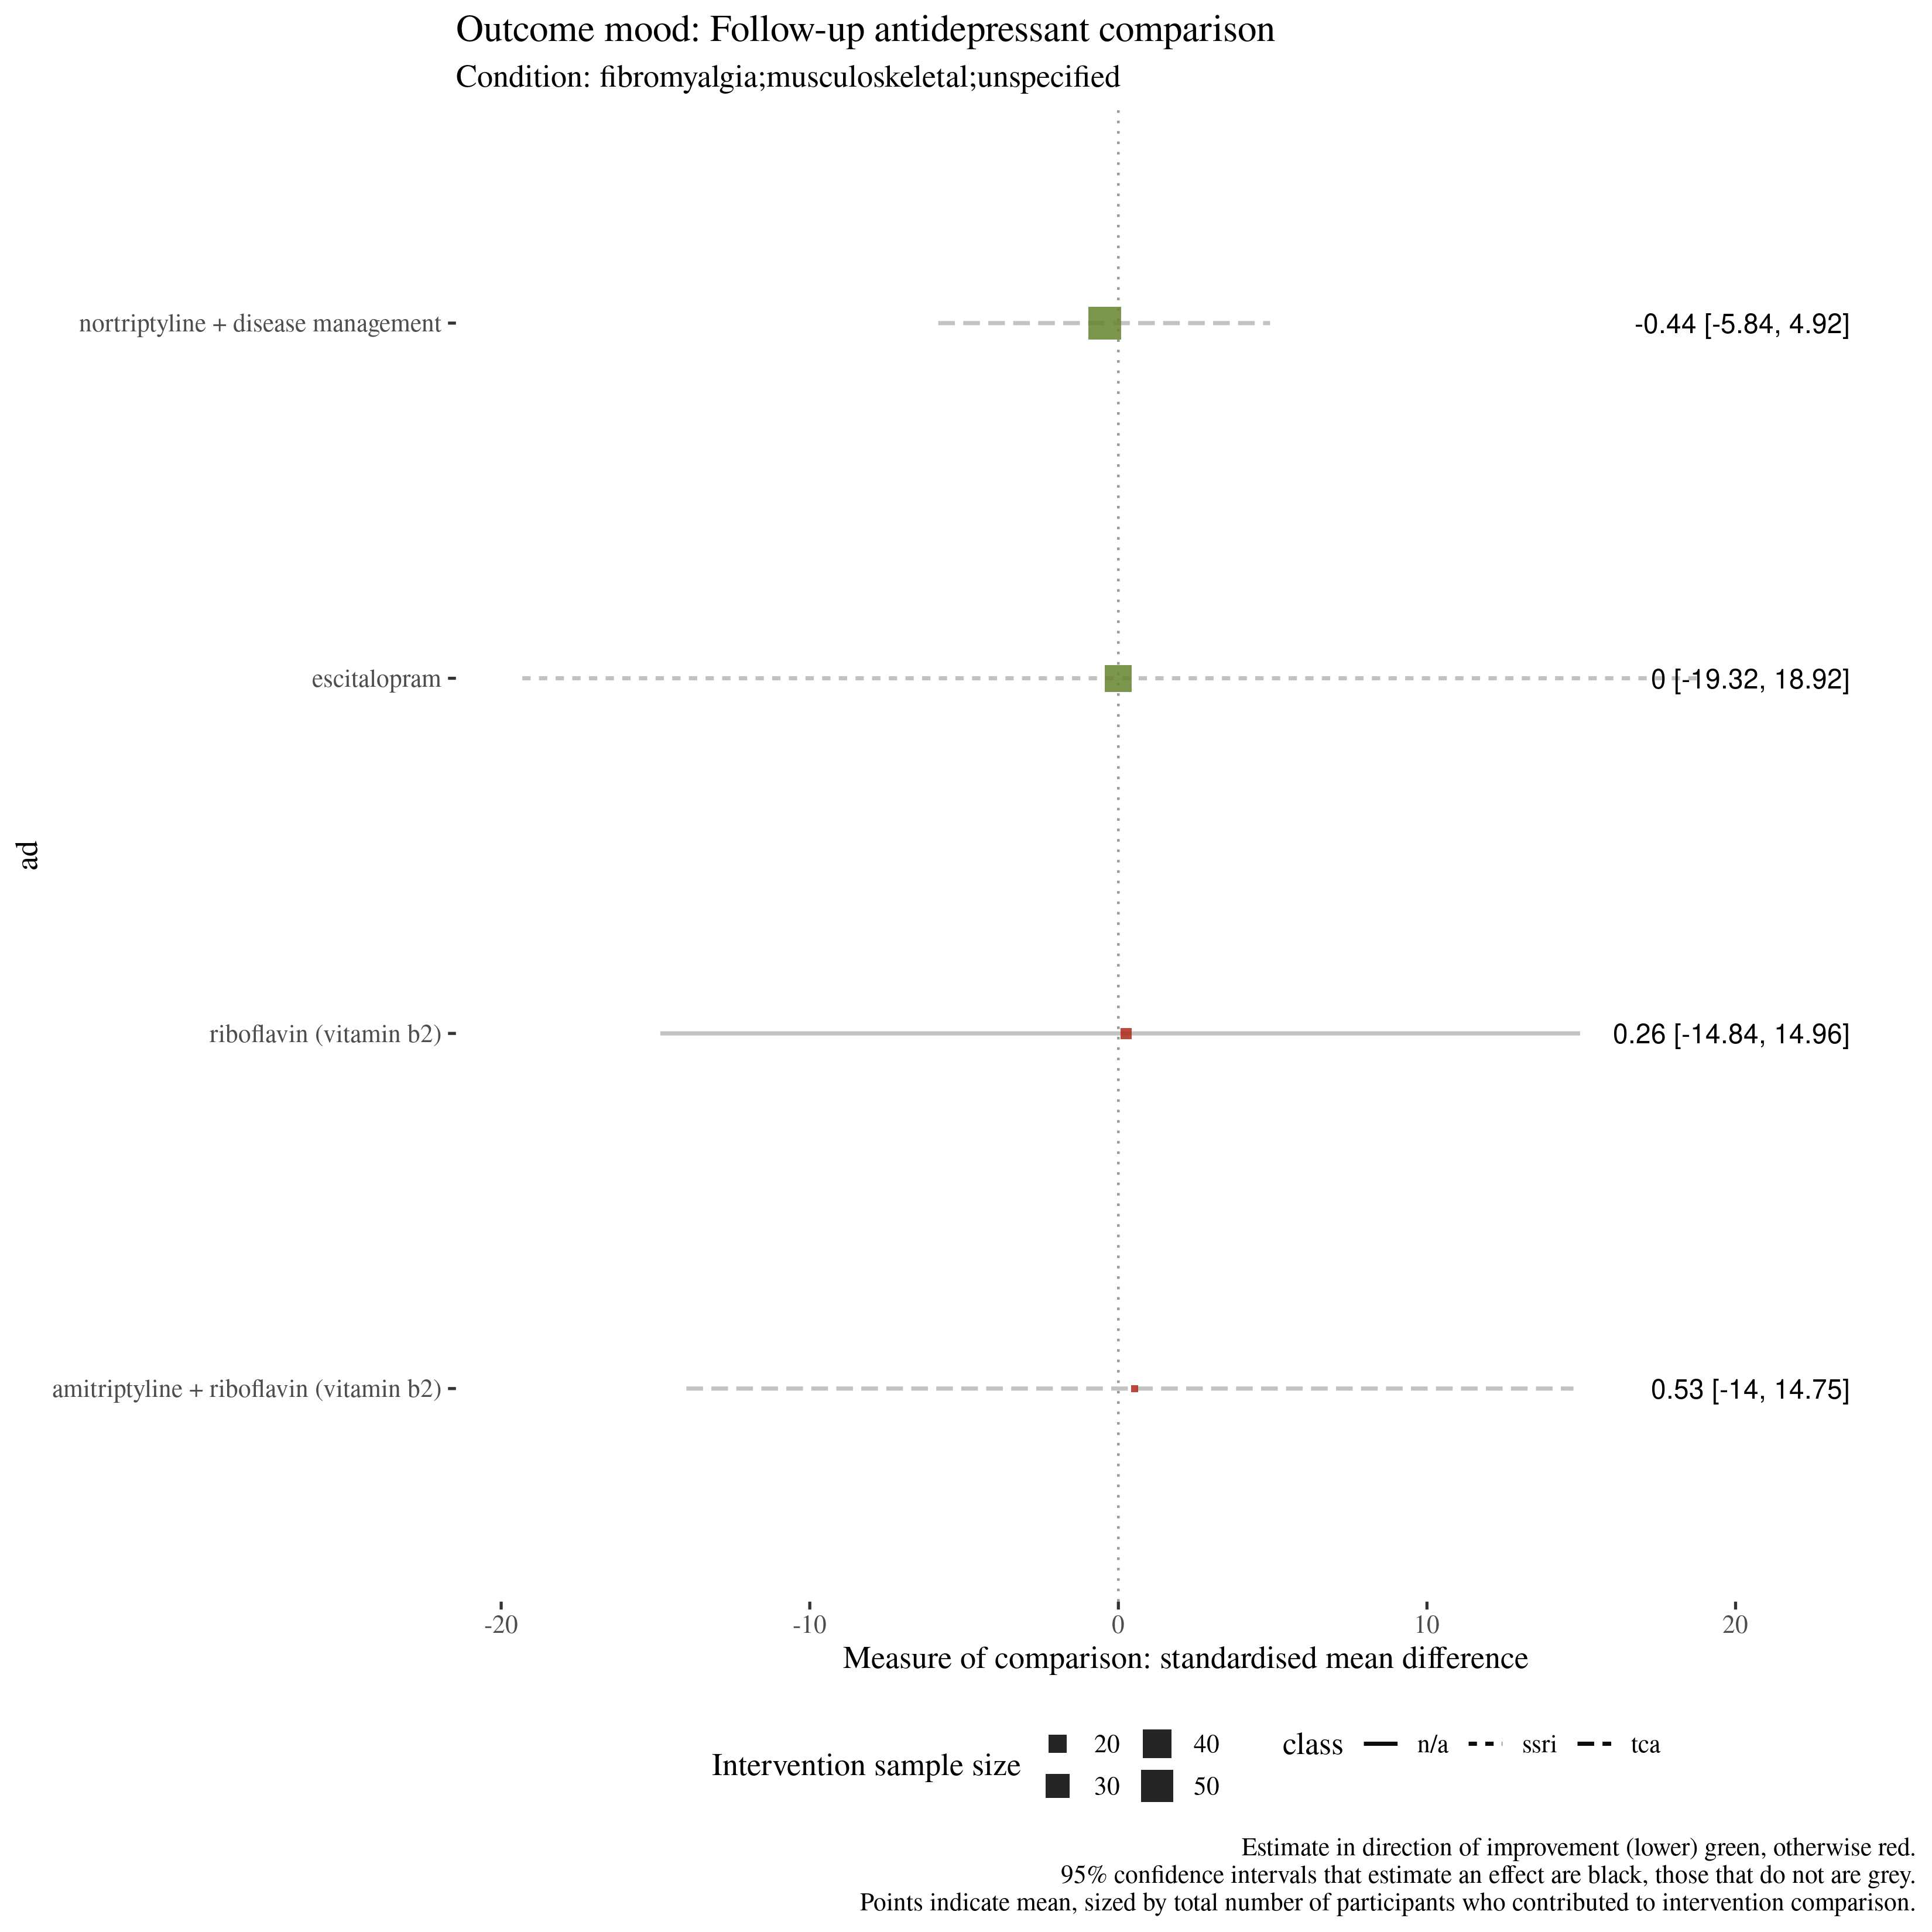 Outcome mood: Follow-up antidepressant comparison
Condition: fibromyalgia;musculoskeletal;unspecified
ad
nortriptyline + disease management
-0.44 [-5.84, 4.92]
escitalopram
0 [-19.32, 18.92]
riboflavin (vitamin b2)
0.26 [-14.84, 14.96]
amitriptyline + riboflavin (vitamin b2)
0.53 [-14, 14.75]
-20 -10 0 10 20
Measure of comparison: standardised mean difference
Intervention sample size
20 40
30 50
class n/a ssri tca
Estimate in direction of improvement (lower) green, otherwise red.
95% confidence intervals that estimate an effect are black, those that do not are grey.
Points indicate mean, sized by total number of participants who contributed to intervention comparison.